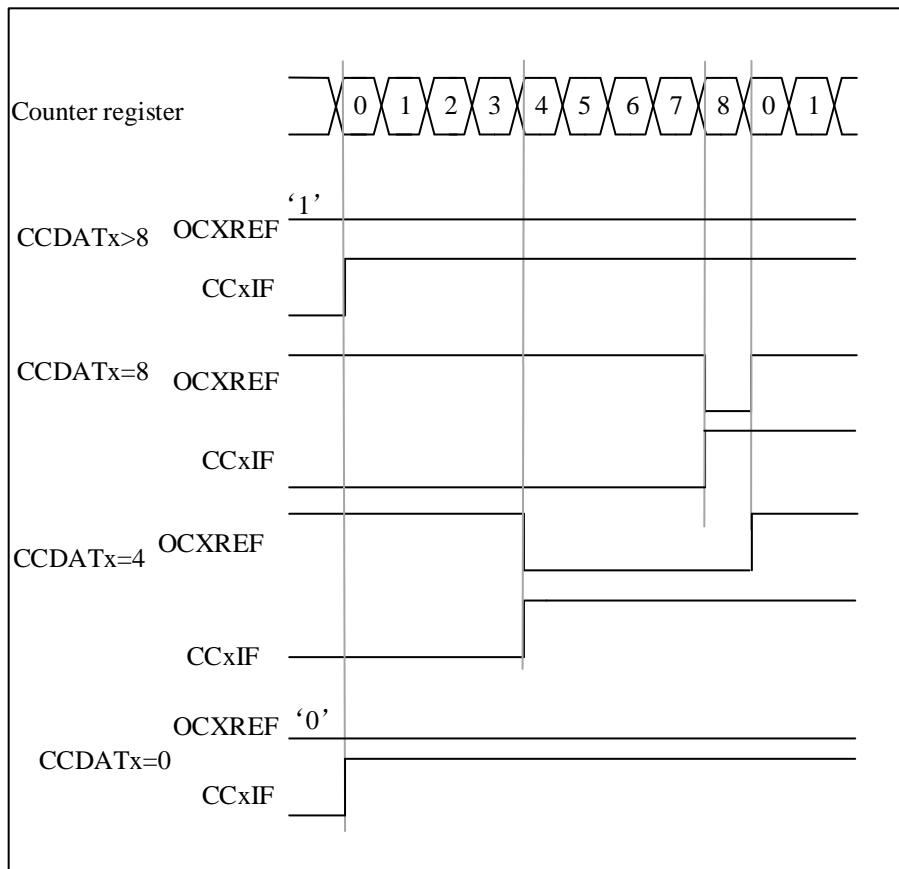 Counter register 0 1 2 3 4 5 6 7 8 0 1
‘1’
CCDATx>8 OCXREF
CCxIF
CCDATx=8 OCXREF
CCxIF
CCDATx=4 OCXREF
CCxIF
OCXREF ‘0’
CCDATx=0
CCxIF